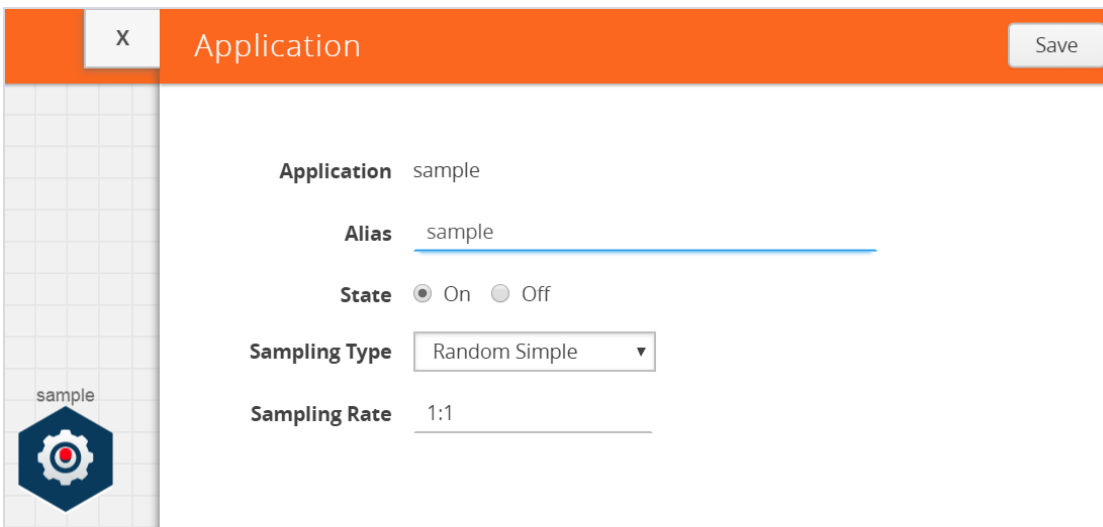 X
Application
Save
Application sample
Alias sample
State On Off
Sampling Type Random Simple
Sampling Rate 1:1
sample